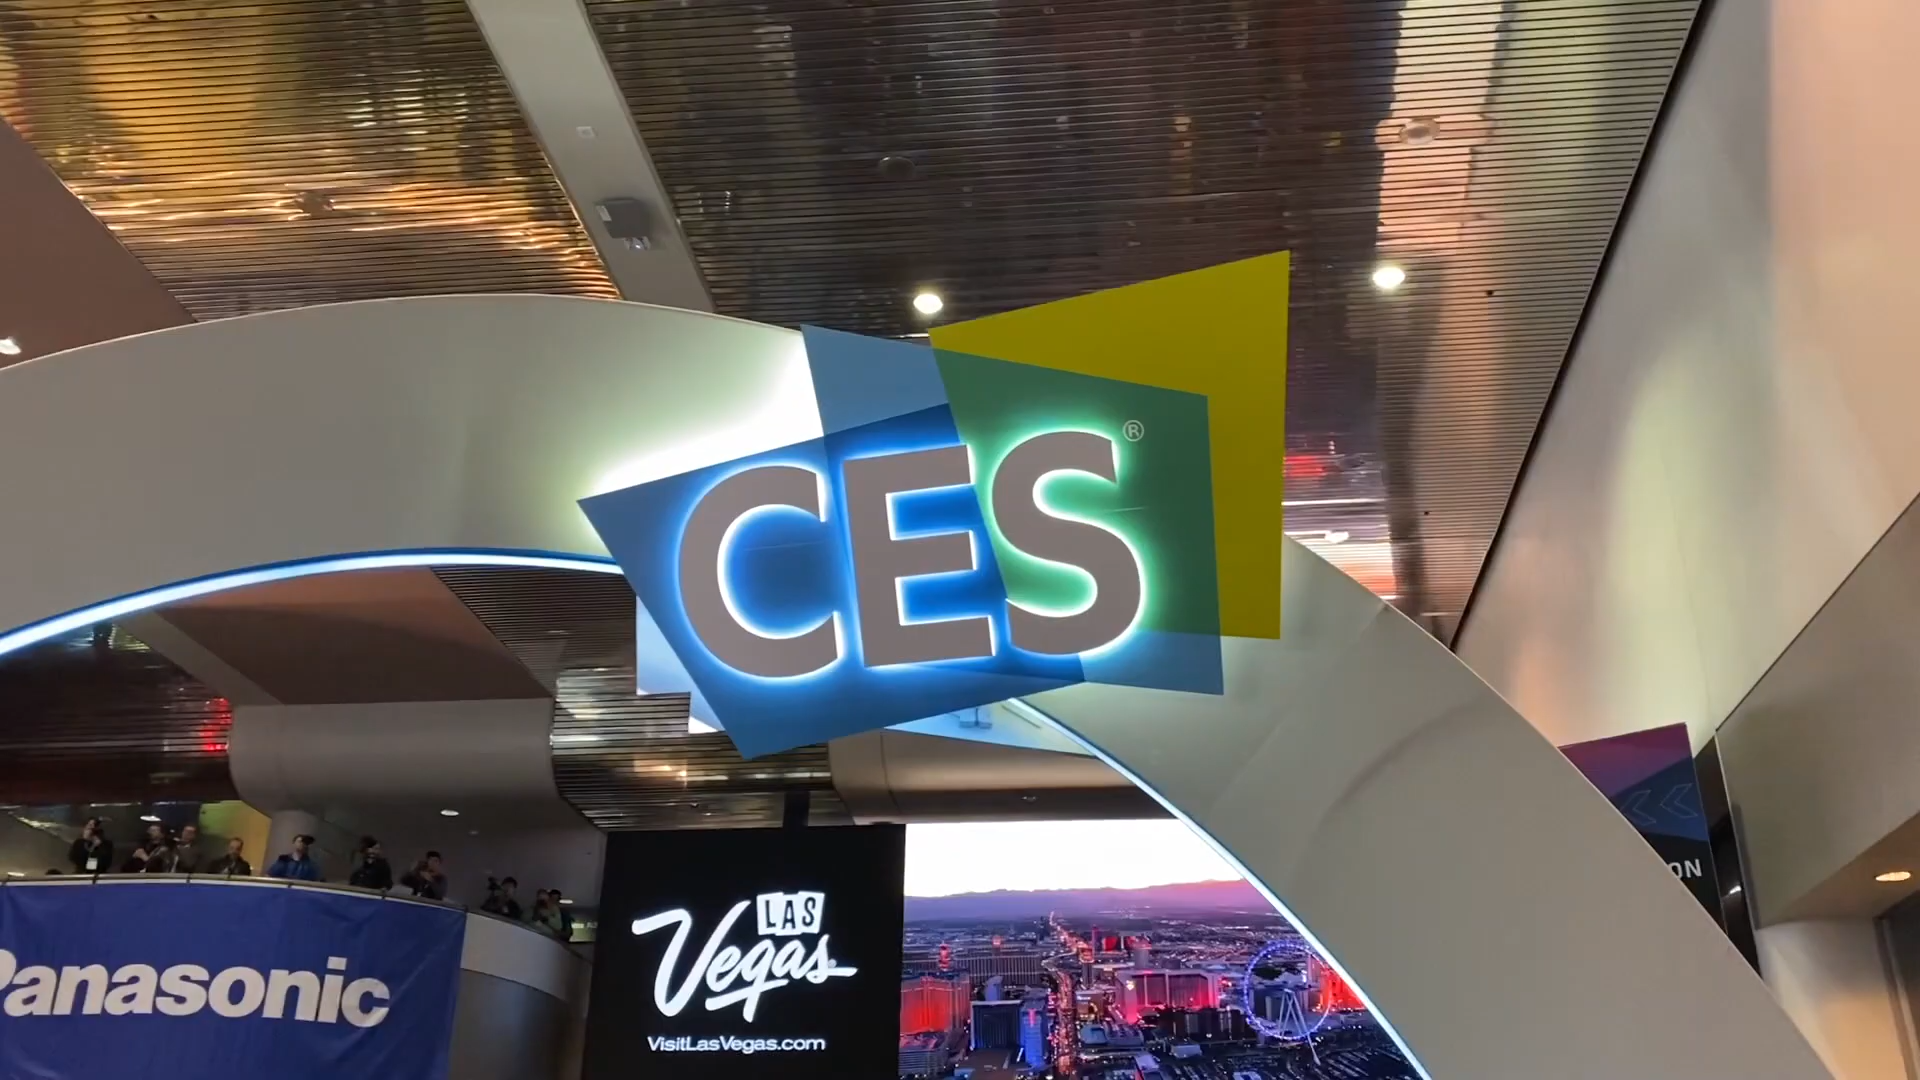 CES®
ON
LAS
Vegas
VisitLasVegas.com
Panasonic